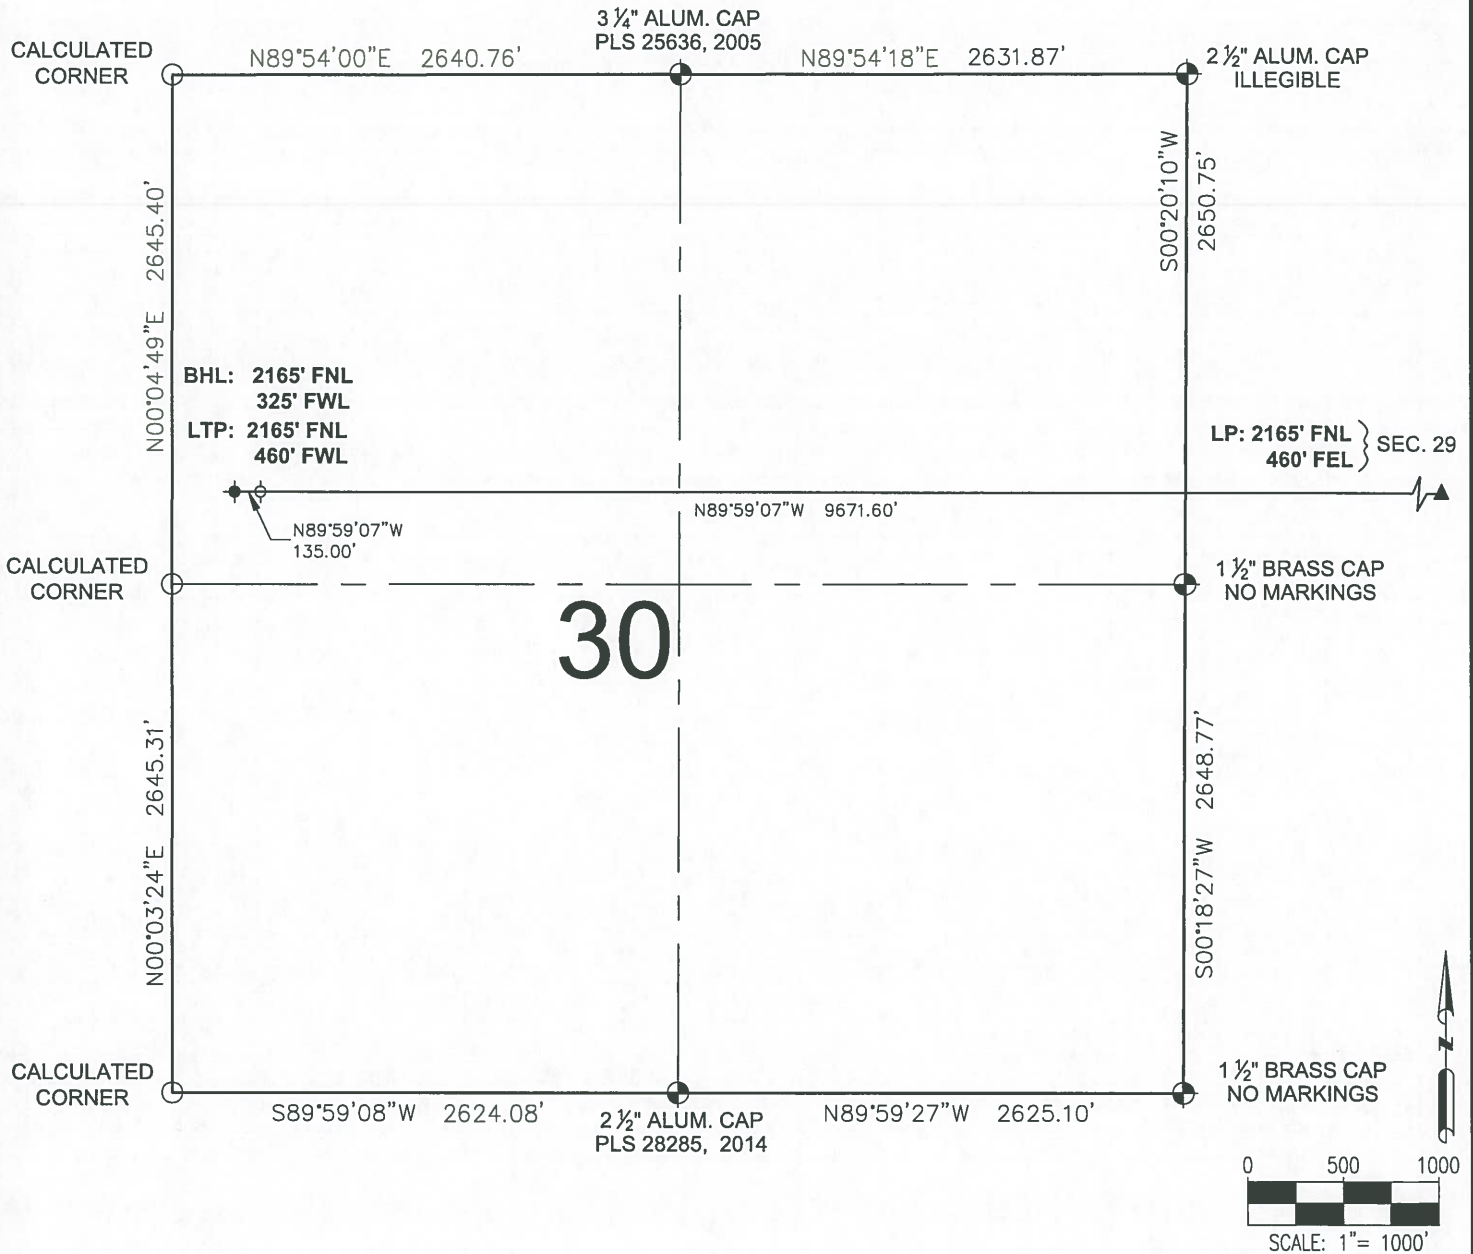 3 ¼" ALUM. CAP
PLS 25636, 2005
CALCULATED
CORNER
N89°54'00"E 2640.76'
N89°54'18"E 2631.87'
2 ½" ALUM. CAP
ILLEGIBLE
N00°04'49"E 2645.40'
S00°20'10"W
2650.75'
BHL: 2165' FNL
325' FWL
LTP: 2165' FNL
460' FWL
LP: 2165' FNL
460' FEL
SEC. 29
N89°59'07"W
135.00'
N89°59'07"W 9671.60'
CALCULATED
CORNER
1 ½" BRASS CAP
NO MARKINGS
30
N00°03'24"E 2645.31'
S00°18'27"W 2648.77'
N
CALCULATED
CORNER
1 ½" BRASS CAP
NO MARKINGS
S89°59'08"W 2624.08'
2 ½" ALUM. CAP
PLS 28285, 2014
N89°59'27"W 2625.10'
0 500 1000
SCALE: 1"= 1000'